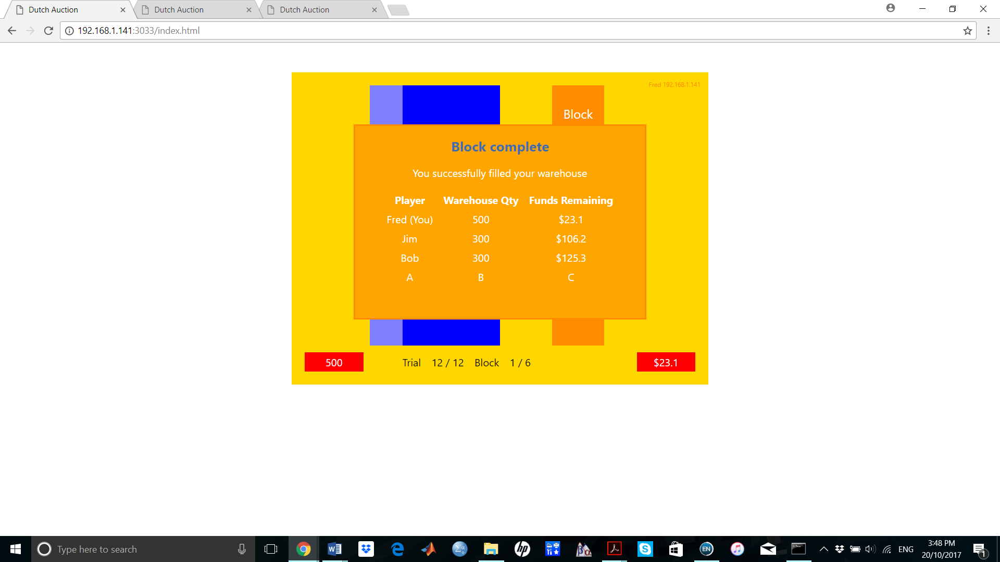 Dutch Auction Dutch Auction Dutch Auction
192.168.1.141:3033/index.html
Fred 192.168.1.141
Block
Block complete
You successfully filled your warehouse
Player Warehouse Qty Funds Remaining
Fred (You) 500 $23.1
Jim 300 $106.2
Bob 300 $125.3
A B C
500 Trial 12 / 12 Block 1 / 6 $23.1
Type here to search
ENG
3:48 PM
20/10/2017
1